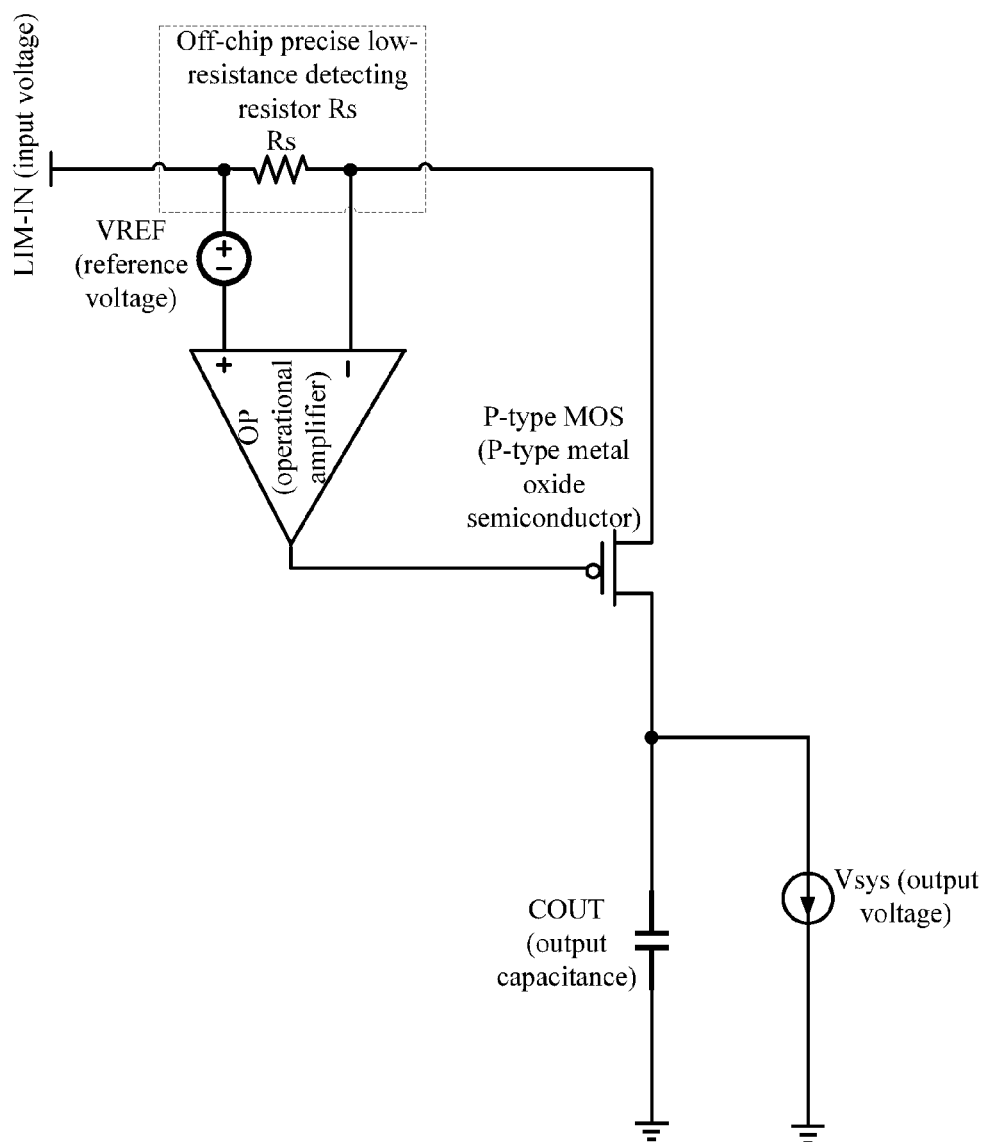 LIM-IN (input voltage)
Off-chip precise low-
resistance detecting
resistor Rs
Rs
VREF
(reference
voltage)
+
−
+
−
OP
(operational
amplifier)
P-type MOS
(P-type metal
oxide
semiconductor)
COUT
(output
capacitance)
Vsys (output
voltage)